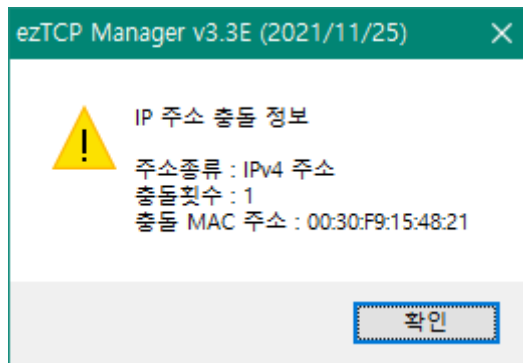 ezTCP Manager v3.3E (2021/11/25)
IP 주소 충돌 정보
주소종류 : IPv4 주소
충돌횟수 : 1
충돌 MAC 주소 : 00:30:F9:15:48:21
확인